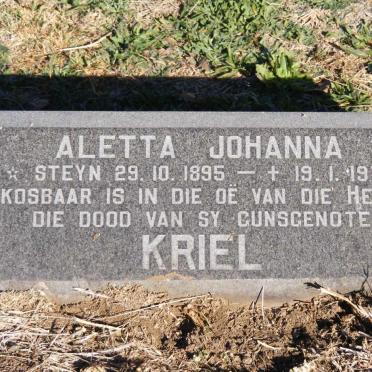 ALETTA JOHANNA
☆ STEYN 29.10.1895 — + 19.1.19
KOSBAAR IS IN DIE OË VAN DIE HE
DIE DOOD VAN SY GUNSGENOTE
KRIEL